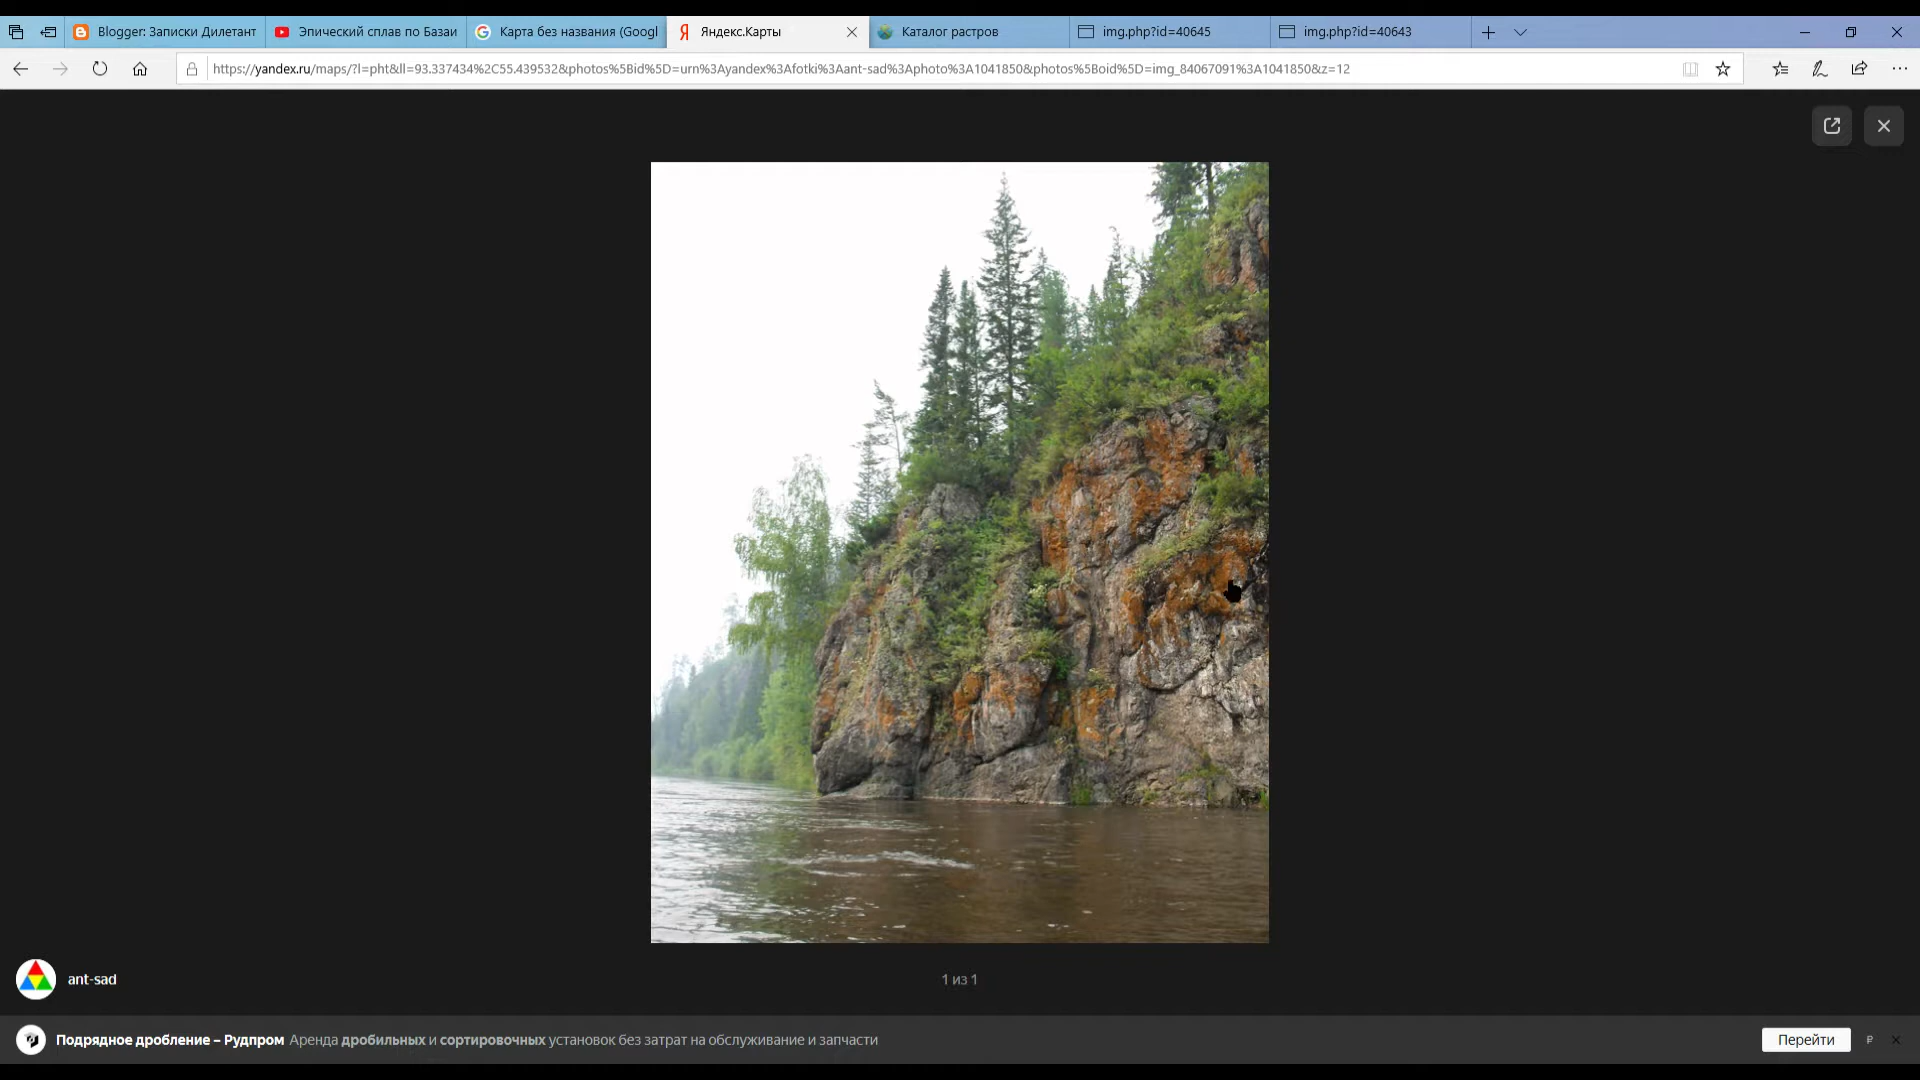 Blogger: Записки Дилетант
Эпический сплав по Базаи
Карта без названия (Googl
Яндекс.Карты
Каталог растров
img.php?id=40645
img.php?id=40643
https://yandex.ru/maps/?l=pht&ll=93.337434%2C55.439532&photos%5Bid%5D=urn%3Ayandex%3Afotki%3Aant-sad%3Aphoto%3A1041850&photos%5Boid%5D=img_84067091%3A1041850&z=12
ant-sad
1 из 1
Подрядное дробление – Рудпром Аренда дробильных и сортировочных установок без затрат на обслуживание и запчасти
Перейти